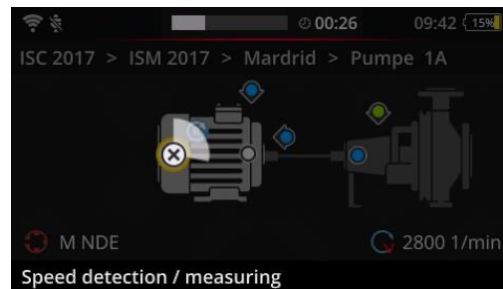 00:26 09:42 15%
ISC 2017 > ISM 2017 > Mardrid > Pumpe 1A
M NDE 2800 1/min
Speed detection / measuring